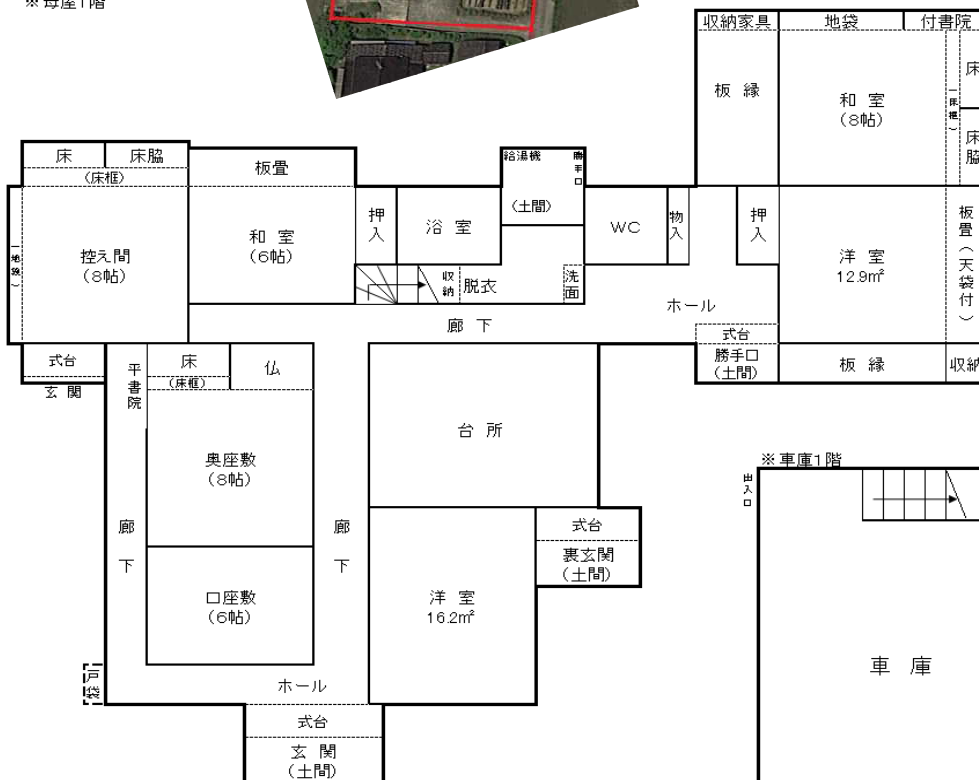 ※母屋1階
収納家具
地袋
付書院
板 縁
和 室
(8帖)
(床框)
床
床脇
床
床脇
(床框)
板畳
給湯機
勝手口
(土間)
押入
浴 室
WC
物入
押入
洋 室
12.9m²
板畳(天袋付)
(地袋)
控え間
(8帖)
和 室
(6帖)
収納
脱衣
洗面
ホール
廊 下
式台
勝手口
(土間)
板 縁
収納
式台
玄 関
平書院
床
(床框)
仏
台 所
奥座敷
(8帖)
廊下
廊下
口座敷
(6帖)
式台
裏玄関
(土間)
洋 室
16.2m²
戸袋
ホール
式台
玄 関
(土間)
※車庫1階
出入口
車 庫